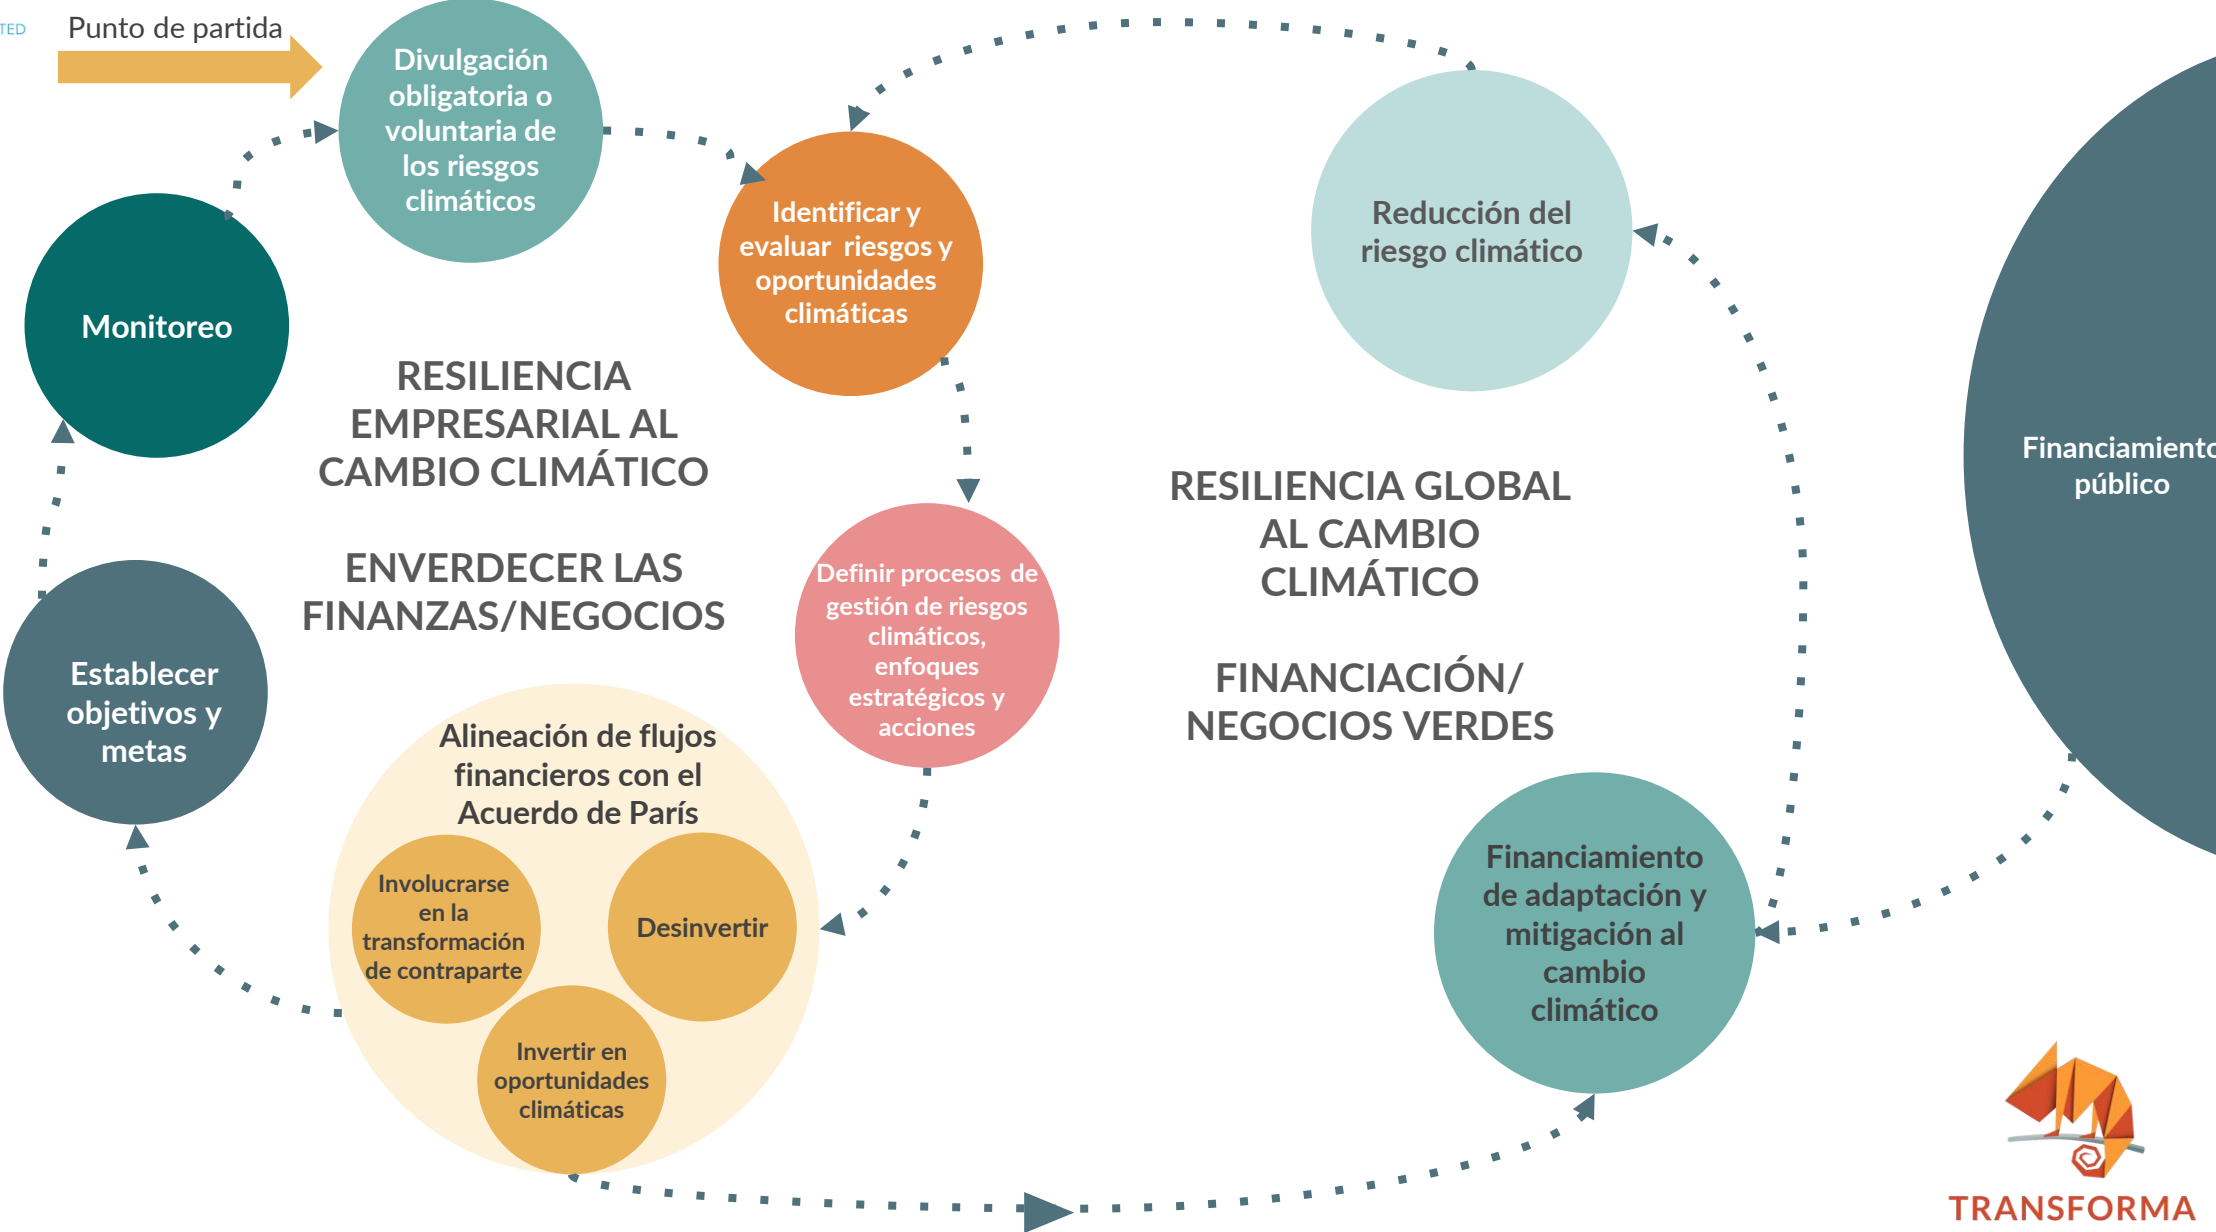 TED
Punto de partida
Divulgación
obligatoria o
voluntaria de
los riesgos
climáticos
Identificar y
evaluar riesgos y
oportunidades
climáticas
Reducción del
riesgo climático
Monitoreo
RESILIENCIA
EMPRESARIAL AL
CAMBIO CLIMÁTICO
ENVERDECER LAS
FINANZAS/NEGOCIOS
RESILIENCIA GLOBAL
AL CAMBIO
CLIMÁTICO
FINANCIACIÓN/
NEGOCIOS VERDES
Financiamiento
público
Definir procesos de
gestión de riesgos
climáticos,
enfoques
estratégicos y
acciones
Establecer
objetivos y
metas
Alineación de flujos
financieros con el
Acuerdo de París
Involucrarse
en la
transformación
de contraparte
Desinvertir
Invertir en
oportunidades
climáticas
Financiamiento
de adaptación y
mitigación al
cambio
climático
TRANSFORMA